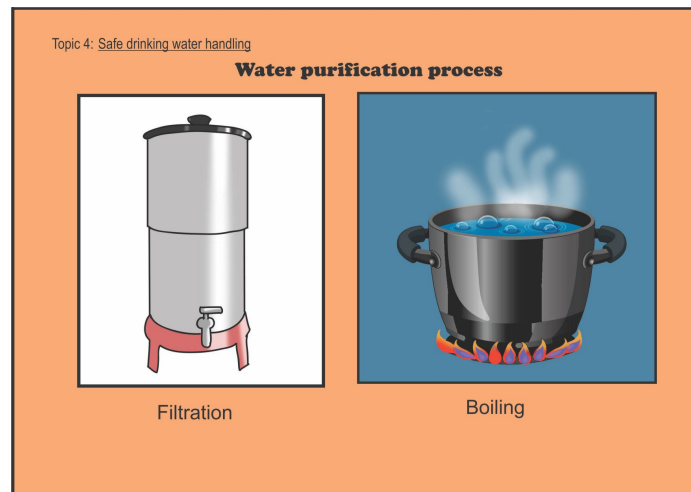 Topic 4: Safe drinking water handling
Water purification process
Filtration
Boiling